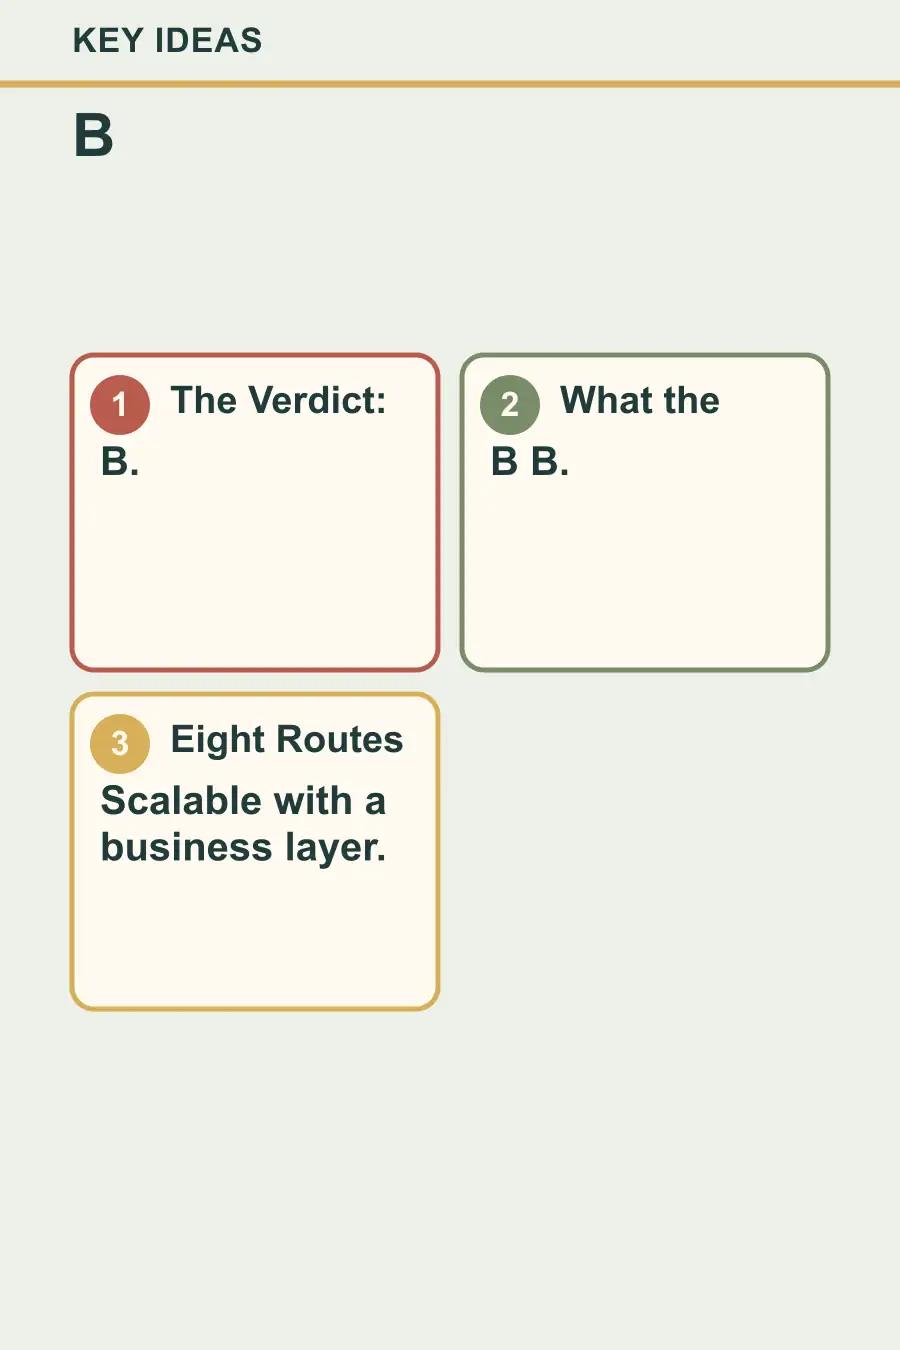 KEY IDEAS
B
1 The Verdict:
B.
2 What the
B B.
3 Eight Routes
Scalable with a
business layer.